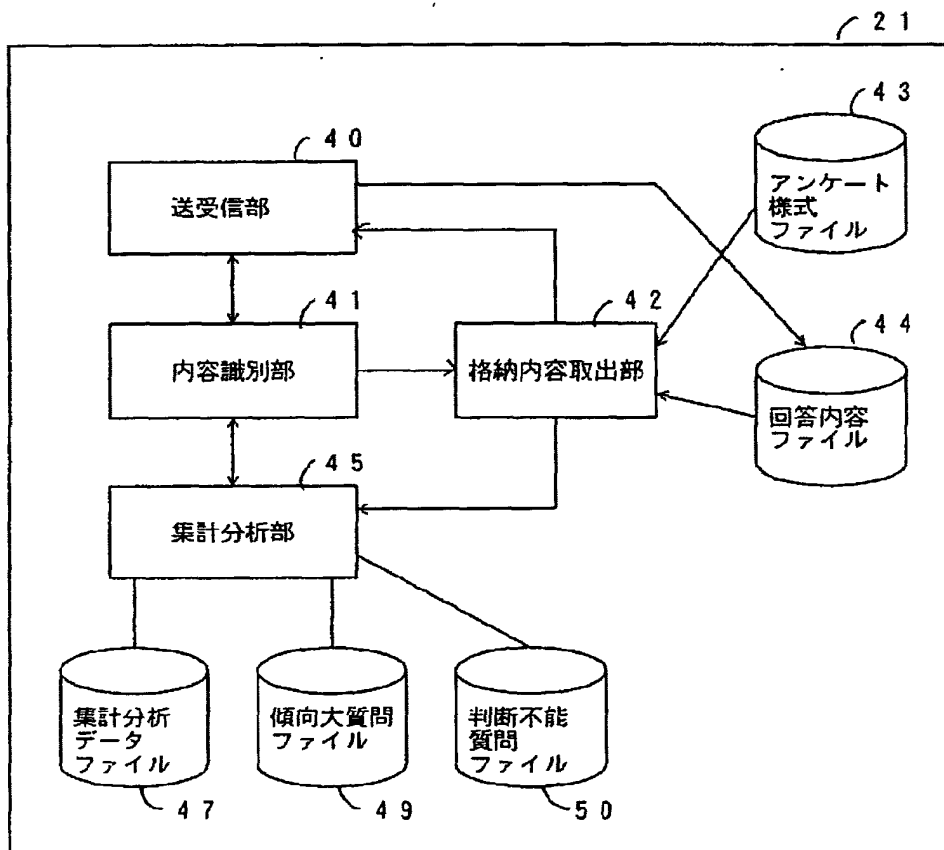 21
43
40
アンケート
様式
ファイル
送受信部
41
42
44
内容識別部
格納内容取出部
回答内容
ファイル
45
集計分析部
集計分析
データ
ファイル
傾向大質問
ファイル
判断不能
質問
ファイル
47
49
50